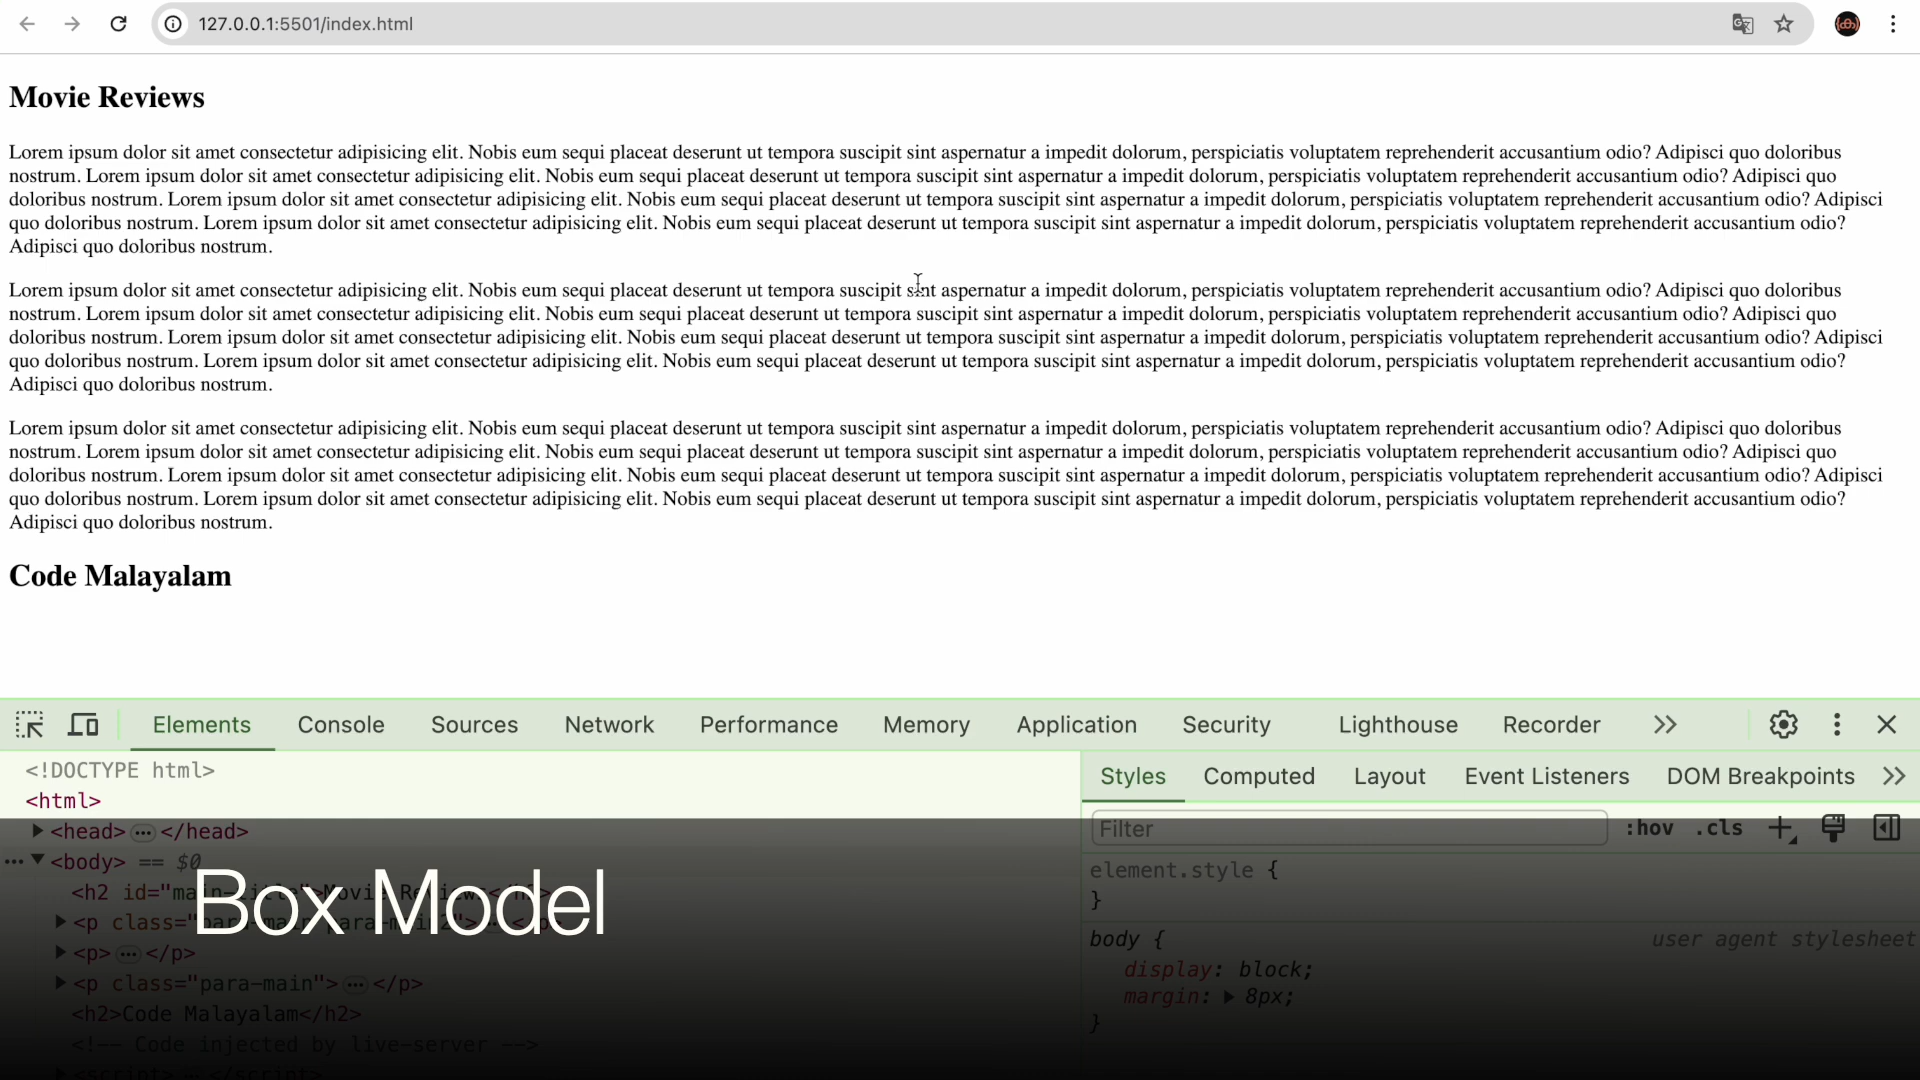 127.0.0.1:5501/index.html
Movie Reviews
Lorem ipsum dolor sit amet consectetur adipisicing elit. Nobis eum sequi placeat deserunt ut tempora suscipit sint aspernatur a impedit dolorum, perspiciatis voluptatem reprehenderit accusantium odio? Adipisci quo doloribus
nostrum. Lorem ipsum dolor sit amet consectetur adipisicing elit. Nobis eum sequi placeat deserunt ut tempora suscipit sint aspernatur a impedit dolorum, perspiciatis voluptatem reprehenderit accusantium odio? Adipisci quo
doloribus nostrum. Lorem ipsum dolor sit amet consectetur adipisicing elit. Nobis eum sequi placeat deserunt ut tempora suscipit sint aspernatur a impedit dolorum, perspiciatis voluptatem reprehenderit accusantium odio? Adipisci
quo doloribus nostrum. Lorem ipsum dolor sit amet consectetur adipisicing elit. Nobis eum sequi placeat deserunt ut tempora suscipit sint aspernatur a impedit dolorum, perspiciatis voluptatem reprehenderit accusantium odio?
Adipisci quo doloribus nostrum.
Lorem ipsum dolor sit amet consectetur adipisicing elit. Nobis eum sequi placeat deserunt ut tempora suscipit sint aspernatur a impedit dolorum, perspiciatis voluptatem reprehenderit accusantium odio? Adipisci quo doloribus
nostrum. Lorem ipsum dolor sit amet consectetur adipisicing elit. Nobis eum sequi placeat deserunt ut tempora suscipit sint aspernatur a impedit dolorum, perspiciatis voluptatem reprehenderit accusantium odio? Adipisci quo
doloribus nostrum. Lorem ipsum dolor sit amet consectetur adipisicing elit. Nobis eum sequi placeat deserunt ut tempora suscipit sint aspernatur a impedit dolorum, perspiciatis voluptatem reprehenderit accusantium odio? Adipisci
quo doloribus nostrum. Lorem ipsum dolor sit amet consectetur adipisicing elit. Nobis eum sequi placeat deserunt ut tempora suscipit sint aspernatur a impedit dolorum, perspiciatis voluptatem reprehenderit accusantium odio?
Adipisci quo doloribus nostrum.
Lorem ipsum dolor sit amet consectetur adipisicing elit. Nobis eum sequi placeat deserunt ut tempora suscipit sint aspernatur a impedit dolorum, perspiciatis voluptatem reprehenderit accusantium odio? Adipisci quo doloribus
nostrum. Lorem ipsum dolor sit amet consectetur adipisicing elit. Nobis eum sequi placeat deserunt ut tempora suscipit sint aspernatur a impedit dolorum, perspiciatis voluptatem reprehenderit accusantium odio? Adipisci quo
doloribus nostrum. Lorem ipsum dolor sit amet consectetur adipisicing elit. Nobis eum sequi placeat deserunt ut tempora suscipit sint aspernatur a impedit dolorum, perspiciatis voluptatem reprehenderit accusantium odio? Adipisci
quo doloribus nostrum. Lorem ipsum dolor sit amet consectetur adipisicing elit. Nobis eum sequi placeat deserunt ut tempora suscipit sint aspernatur a impedit dolorum, perspiciatis voluptatem reprehenderit accusantium odio?
Adipisci quo doloribus nostrum.
Code Malayalam
Elements Console Sources Network Performance Memory Application Security Lighthouse Recorder
<!DOCTYPE html>
<html>
<head> ... </head>
<body> == $0
<h2 id="main-title">Movie Reviews</h2>
<p class="para-main para-main2"> ... </p>
<p> ... </p>
<p class="para-main"> ... </p>
<h2>Code Malayalam</h2>
<!-- Code injected by live-server -->
<script> ... </script>
Box Model
Styles Computed Layout Event Listeners DOM Breakpoints
Filter :hov .cls
element.style {
}
body { user agent stylesheet
display: block;
margin: 8px;
}